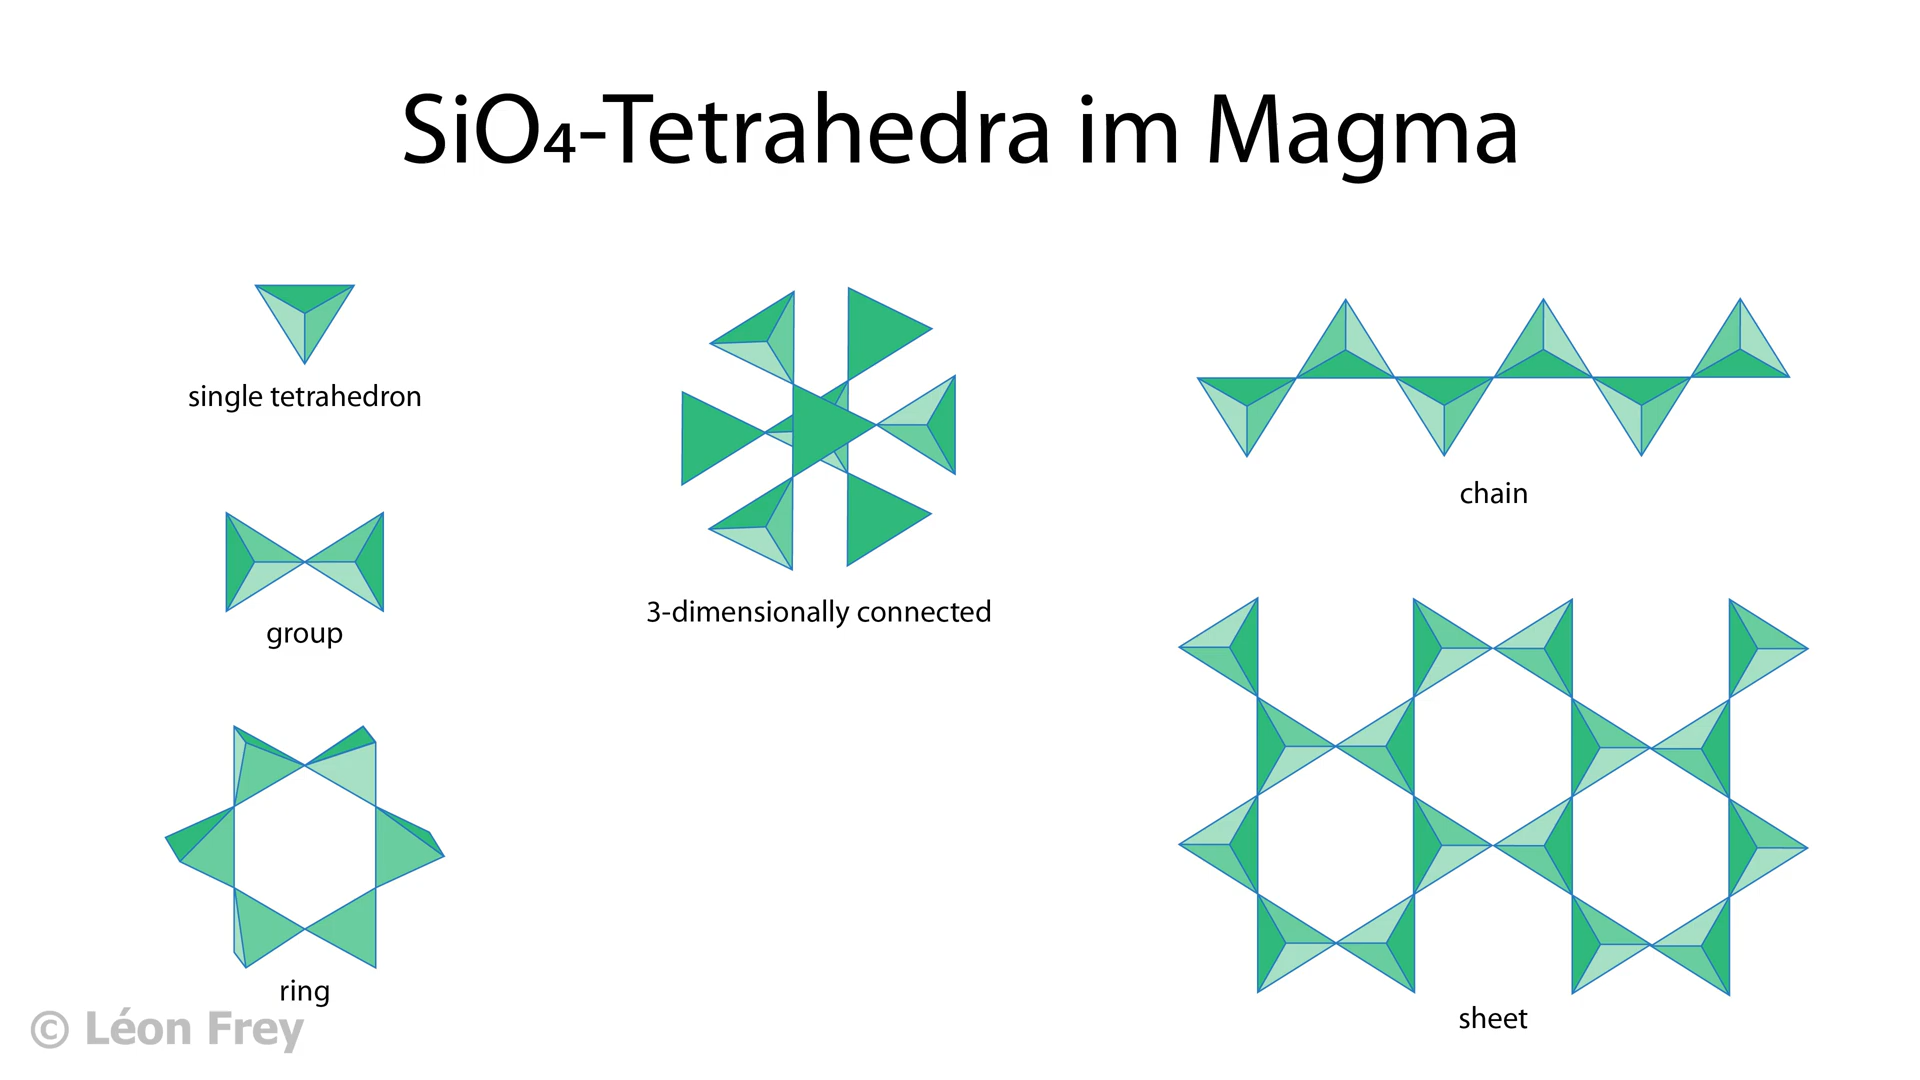 SiO₄-Tetrahedra im Magma
single tetrahedron
group
ring
3-dimensionally connected
chain
sheet
© Léon Frey